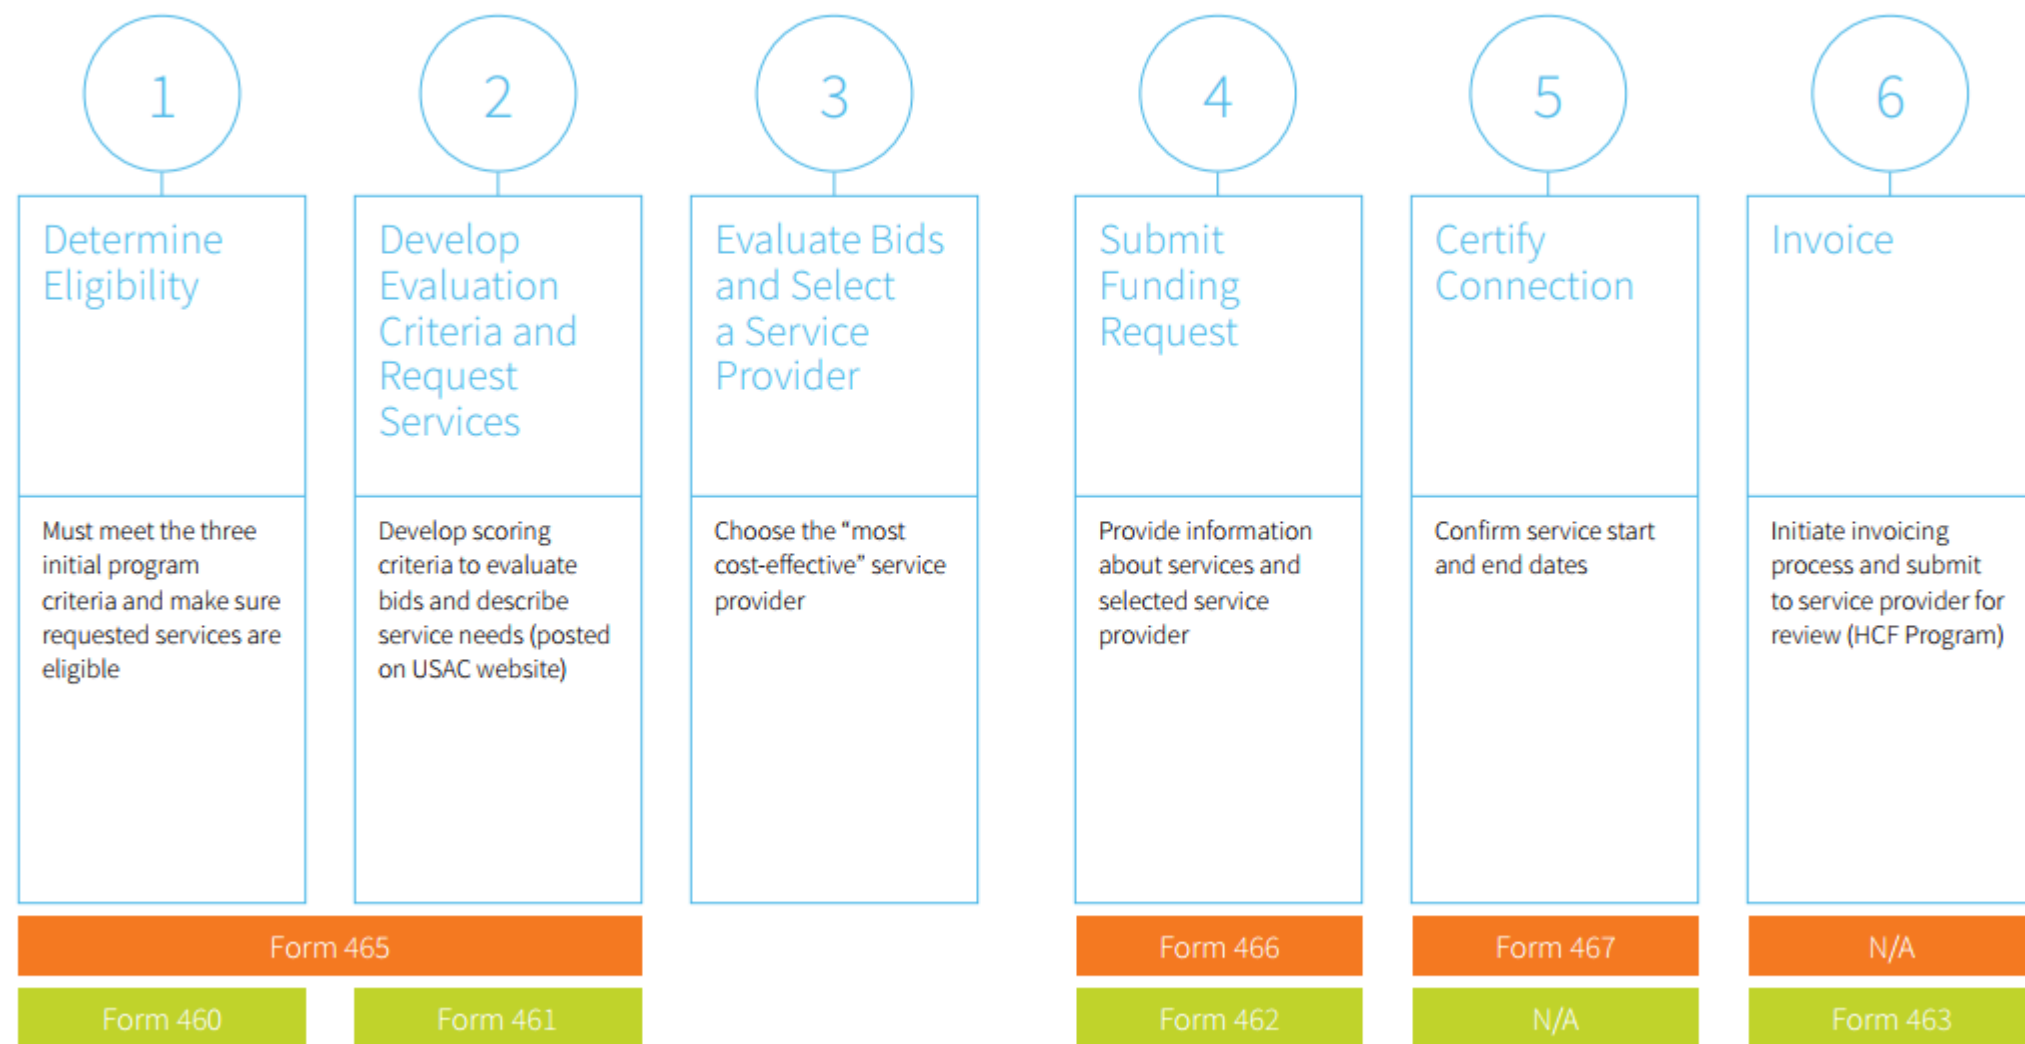 1
Determine
Eligibility
Must meet the three
initial program
criteria and make sure
requested services are
eligible
2
Develop
Evaluation
Criteria and
Request
Services
Develop scoring
criteria to evaluate
bids and describe
service needs (posted
on USAC website)
3
Evaluate Bids
and Select
a Service
Provider
Choose the “most
cost-effective” service
provider
4
Submit
Funding
Request
Provide information
about services and
selected service
provider
5
Certify
Connection
Confirm service start
and end dates
6
Invoice
Initiate invoicing
process and submit
to service provider for
review (HCF Program)
Form 465
Form 466
Form 467
N/A
Form 460
Form 461
Form 462
N/A
Form 463